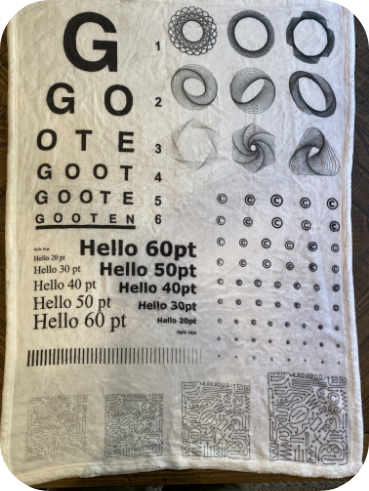 G
1
G O
2
O T E
3
G O O T
4
G O O T E
5
G O O T E N
6
Hello 60pt
Hello 20 pt
Hello 50pt
Hello 30 pt
Hello 40pt
Hello 40 pt
Hello 30pt
Hello 50 pt
Hello 20pt
Hello 60 pt
© © © © ©
© © © © ©
© © © © ©
© © © © © ©
© © © © © ©